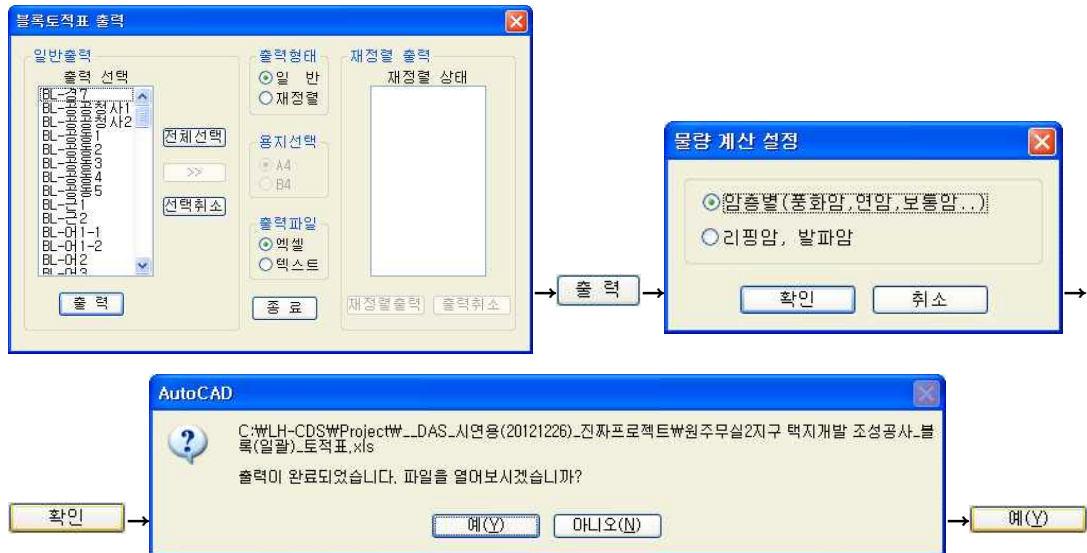 블록토적표 출력
일반출력
출력 선택
BL-공공청사1
BL-공공청사2
BL-공동1
BL-공동2
BL-공동3
BL-공동4
BL-공동5
BL-근1
BL-근2
BL-어1-1
BL-어1-2
BL-어2
BL-어3
출 력
전체선택
>>
선택취소
출력형태
일 반
재정렬
용지선택
A4
B4
출력파일
엑셀
텍스트
종 료
재정렬 출력
재정렬 상태
재정렬출력
출력취소
→ 출 력 →
물량 계산 설정
암층별(풍화암,연암,보통암..)
리핑암, 발파암
확인
취소
→
확인 →
AutoCAD
C:₩LH-CDS₩Project₩__DAS_시연용(20121226)_진짜프로젝트₩원주무실2지구 택지개발 조성공사_블
록(일괄)_토적표.xls
출력이 완료되었습니다. 파일을 열어보시겠습니까?
예(Y)
아니오(N)
→ 예(Y)